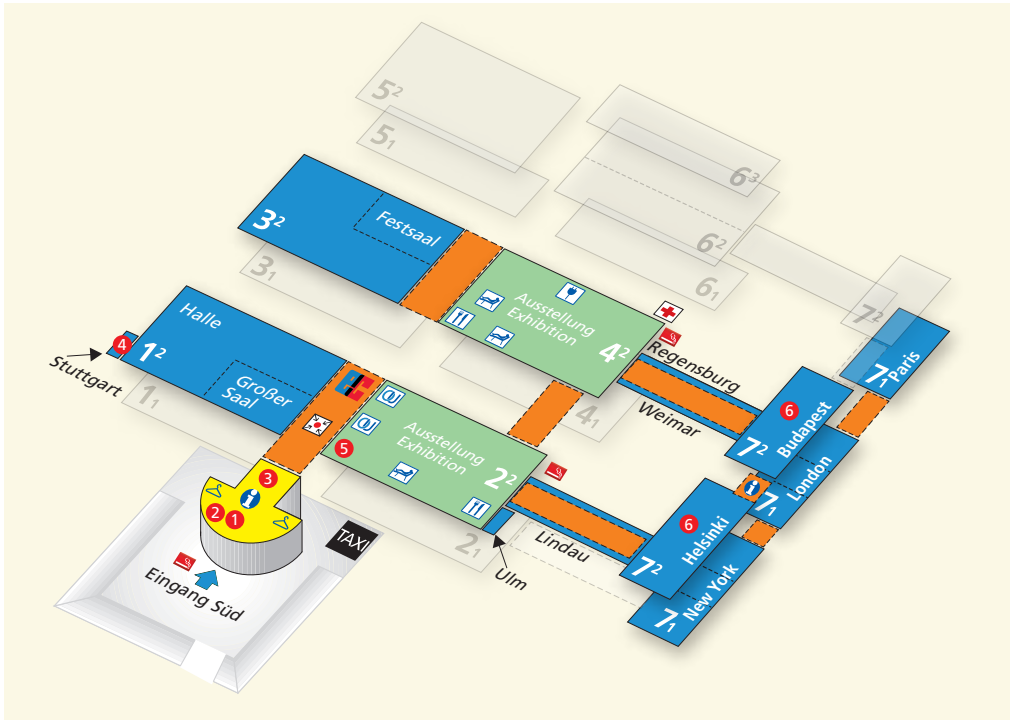 5²
5₁
6³
6²
6₁
7²
3²
Festsaal
3₁
Ausstellung
Exhibition
4²
4₁
Regensburg
Weimar
7₁ Paris
Halle
1²
4
Stuttgart
1₁
Großer
Saal
Ausstellung
Exhibition
5
2²
2₁
Ulm
Lindau
6
7²
Budapest
7₁
London
i
6
7²
Helsinki
7₁
New York
3
i
2
1
TAXI
Eingang Süd